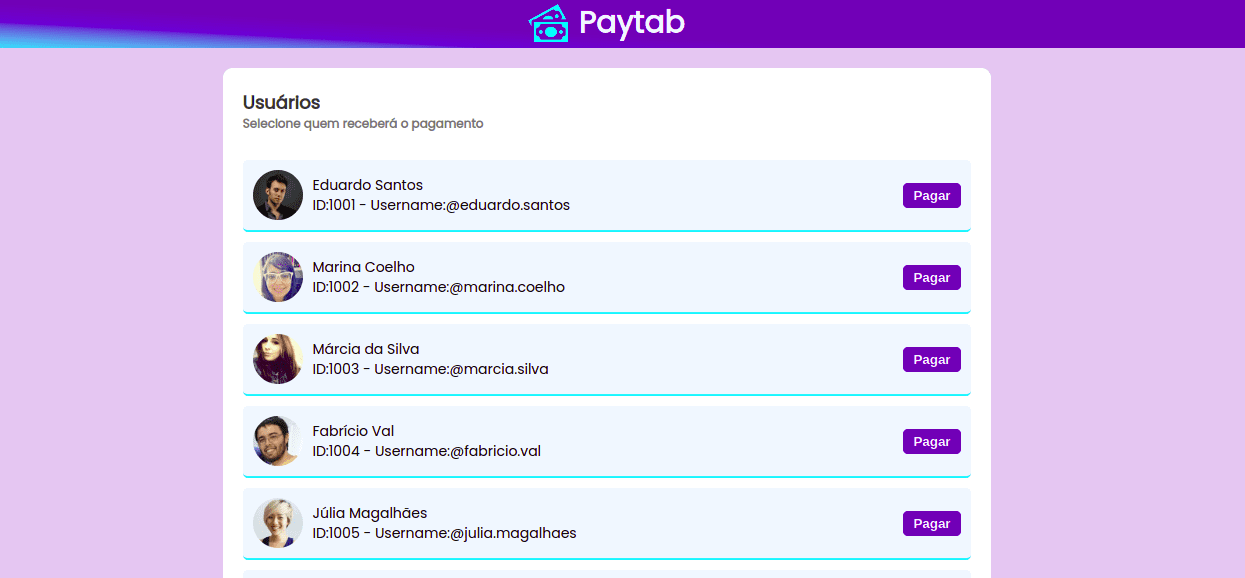 Paytab
Usuários
Selecione quem receberá o pagamento
Eduardo Santos
ID:1001 - Username:@eduardo.santos
Pagar
Marina Coelho
ID:1002 - Username:@marina.coelho
Pagar
Márcia da Silva
ID:1003 - Username:@marcia.silva
Pagar
Fabrício Val
ID:1004 - Username:@fabricio.val
Pagar
Júlia Magalhães
ID:1005 - Username:@julia.magalhaes
Pagar